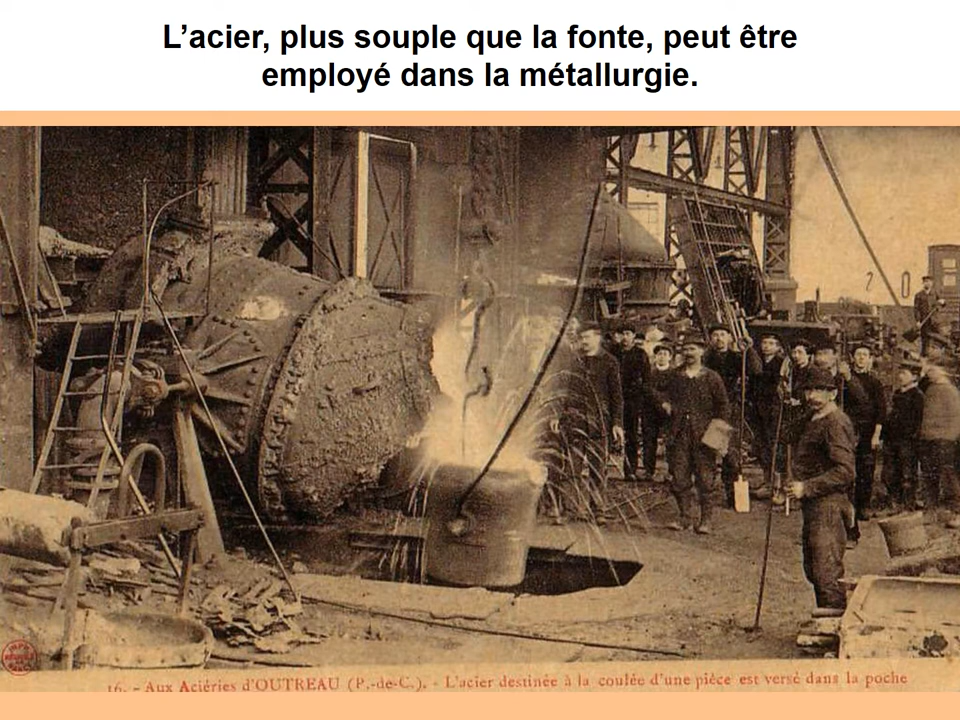 L’acier, plus souple que la fonte, peut être
employé dans la métallurgie.
20
16. - Aux Aciéries d'OUTREAU (P.-de-C.). - L'acier destinée à la coulée d'une pièce est versé dans la poche